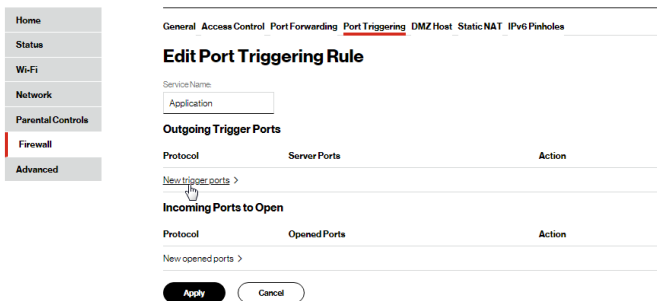 Home
Status
Wi-Fi
Network
Parental Controls
Firewall
Advanced
General Access Control Port Forwarding Port Triggering DMZ Host Static NAT IPv6 Pinholes
Edit Port Triggering Rule
Service Name:
Application
Outgoing Trigger Ports
Protocol Server Ports Action
New trigger ports >
Incoming Ports to Open
Protocol Opened Ports Action
New opened ports >
Apply Cancel